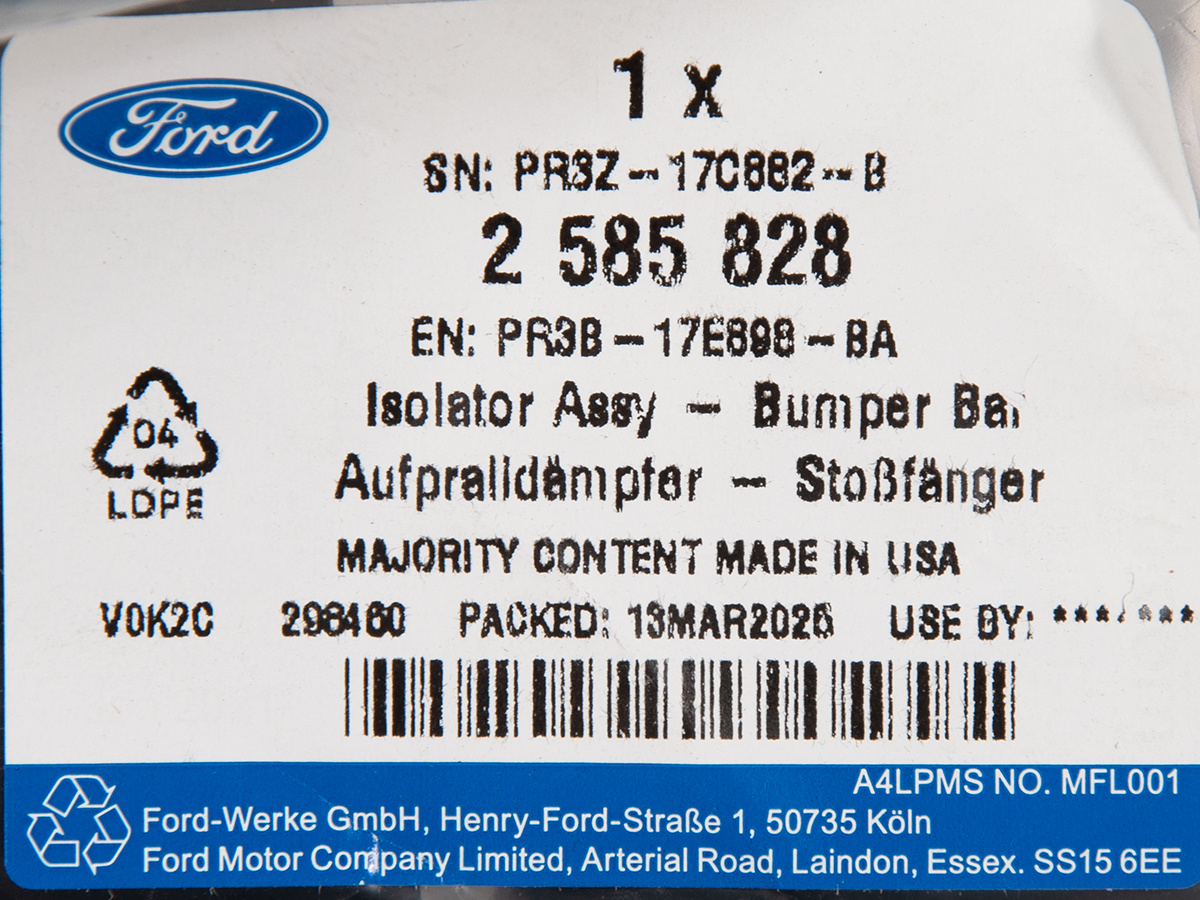 Ford
1 x
SN: PR3Z-17C882-B
2 585 828
EN: PR3B-17E898-BA
Isolator Assy - Bumper Bar
Aufpralldämpfer - Stoßfänger
04
LDPE
MAJORITY CONTENT MADE IN USA
V0K2C 298460 PACKED: 13MAR2025 USE BY: ********
A4LPMS NO. MFL001
Ford-Werke GmbH, Henry-Ford-Straße 1, 50735 Köln
Ford Motor Company Limited, Arterial Road, Laindon, Essex. SS15 6EE